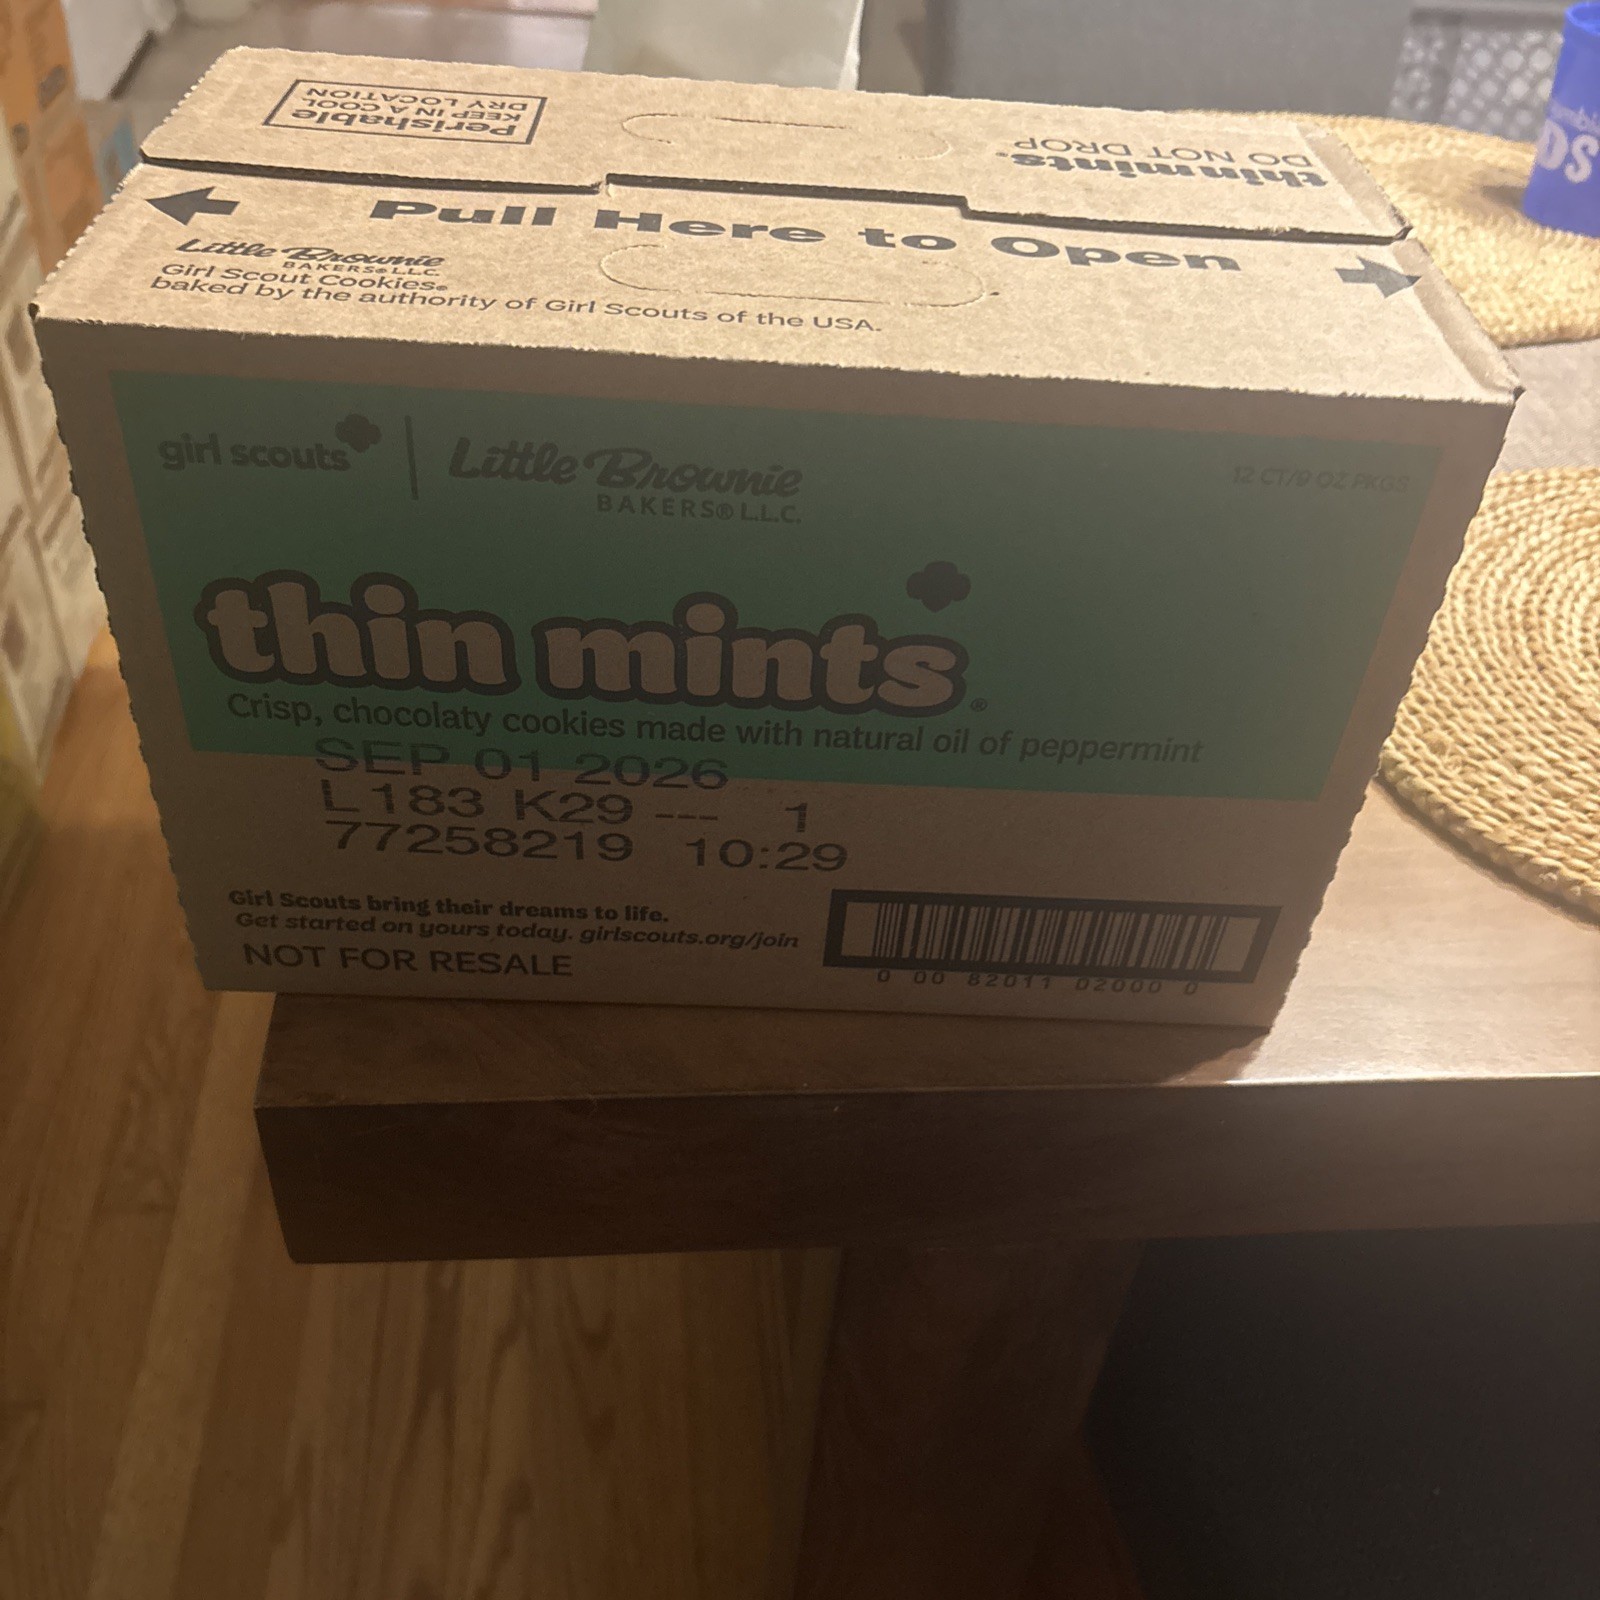 Perishable
KEEP IN A COOL
DRY LOCATION
thin mints®
DO NOT DROP
Pull Here to Open
Little Brownie
BAKERS® L.L.C.
Girl Scout Cookies®
baked by the authority of Girl Scouts of the USA.
girl scouts
Little Brownie
BAKERS® L.L.C.
12 CT/9 OZ PKGS
thin mints®
Crisp, chocolaty cookies made with natural oil of peppermint
SEP 01 2026
L183 K29 --- 1
77258219 10:29
Girl Scouts bring their dreams to life.
Get started on yours today. girlscouts.org/join
NOT FOR RESALE
0 00 82011 02000 0